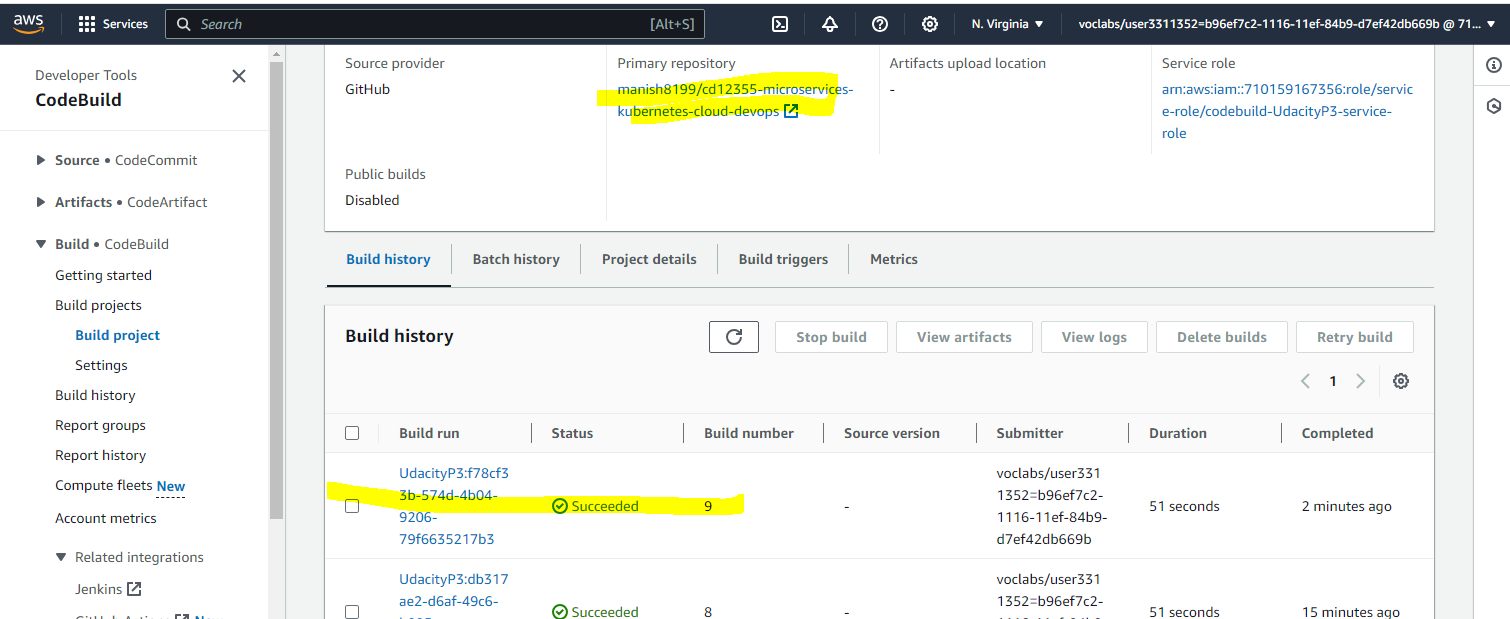 aws Services Search [Alt+S] N. Virginia voclabs/user3311352=b96ef7c2-1116-11ef-84b9-d7ef42db669b @ 71...
Developer Tools
CodeBuild
Source • CodeCommit
Artifacts • CodeArtifact
Build • CodeBuild
Getting started
Build projects
Build project
Settings
Build history
Report groups
Report history
Compute fleets New
Account metrics
Related integrations
Jenkins
Source provider
GitHub
Primary repository
manish8199/cd12355-microservices-
kubernetes-cloud-devops
Artifacts upload location
-
Service role
arn:aws:iam::710159167356:role/servic
e-role/codebuild-UdacityP3-service-
role
Public builds
Disabled
Build history Batch history Project details Build triggers Metrics
Build history Stop build View artifacts View logs Delete builds Retry build
1
Build run Status Build number Source version Submitter Duration Completed
UdacityP3:f78cf3
3b-574d-4b04-
9206-
79f6635217b3
Succeeded
9
-
voclabs/user331
1352=b96ef7c2-
1116-11ef-84b9-
d7ef42db669b
51 seconds
2 minutes ago
UdacityP3:db317
ae2-d6af-49c6-
Succeeded
8
-
voclabs/user331
1352=b96ef7c2-
51 seconds
15 minutes ago